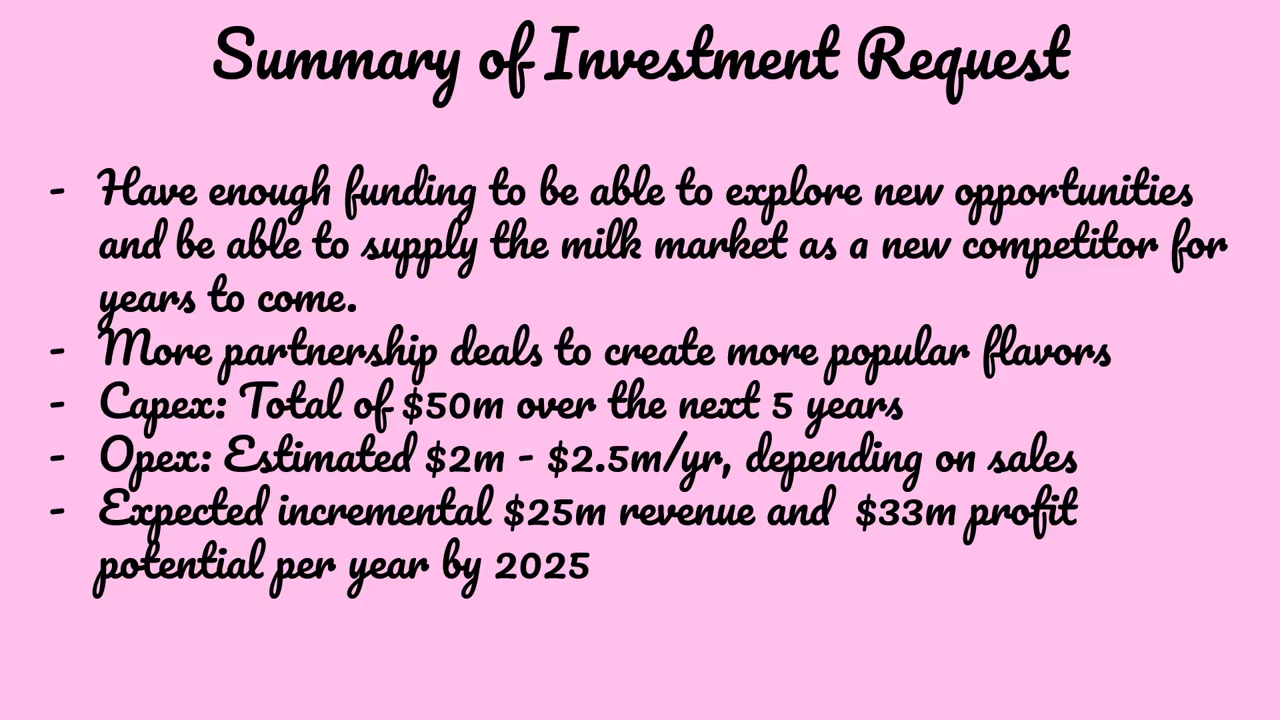 Summary of Investment Request
- Have enough funding to be able to explore new opportunities
and be able to supply the milk market as a new competitor for
years to come.
- More partnership deals to create more popular flavors
- Capex: Total of $50m over the next 5 years
- Opex: Estimated $2m - $2.5m/yr, depending on sales
- Expected incremental $25m revenue and  $33m profit
potential per year by 2025